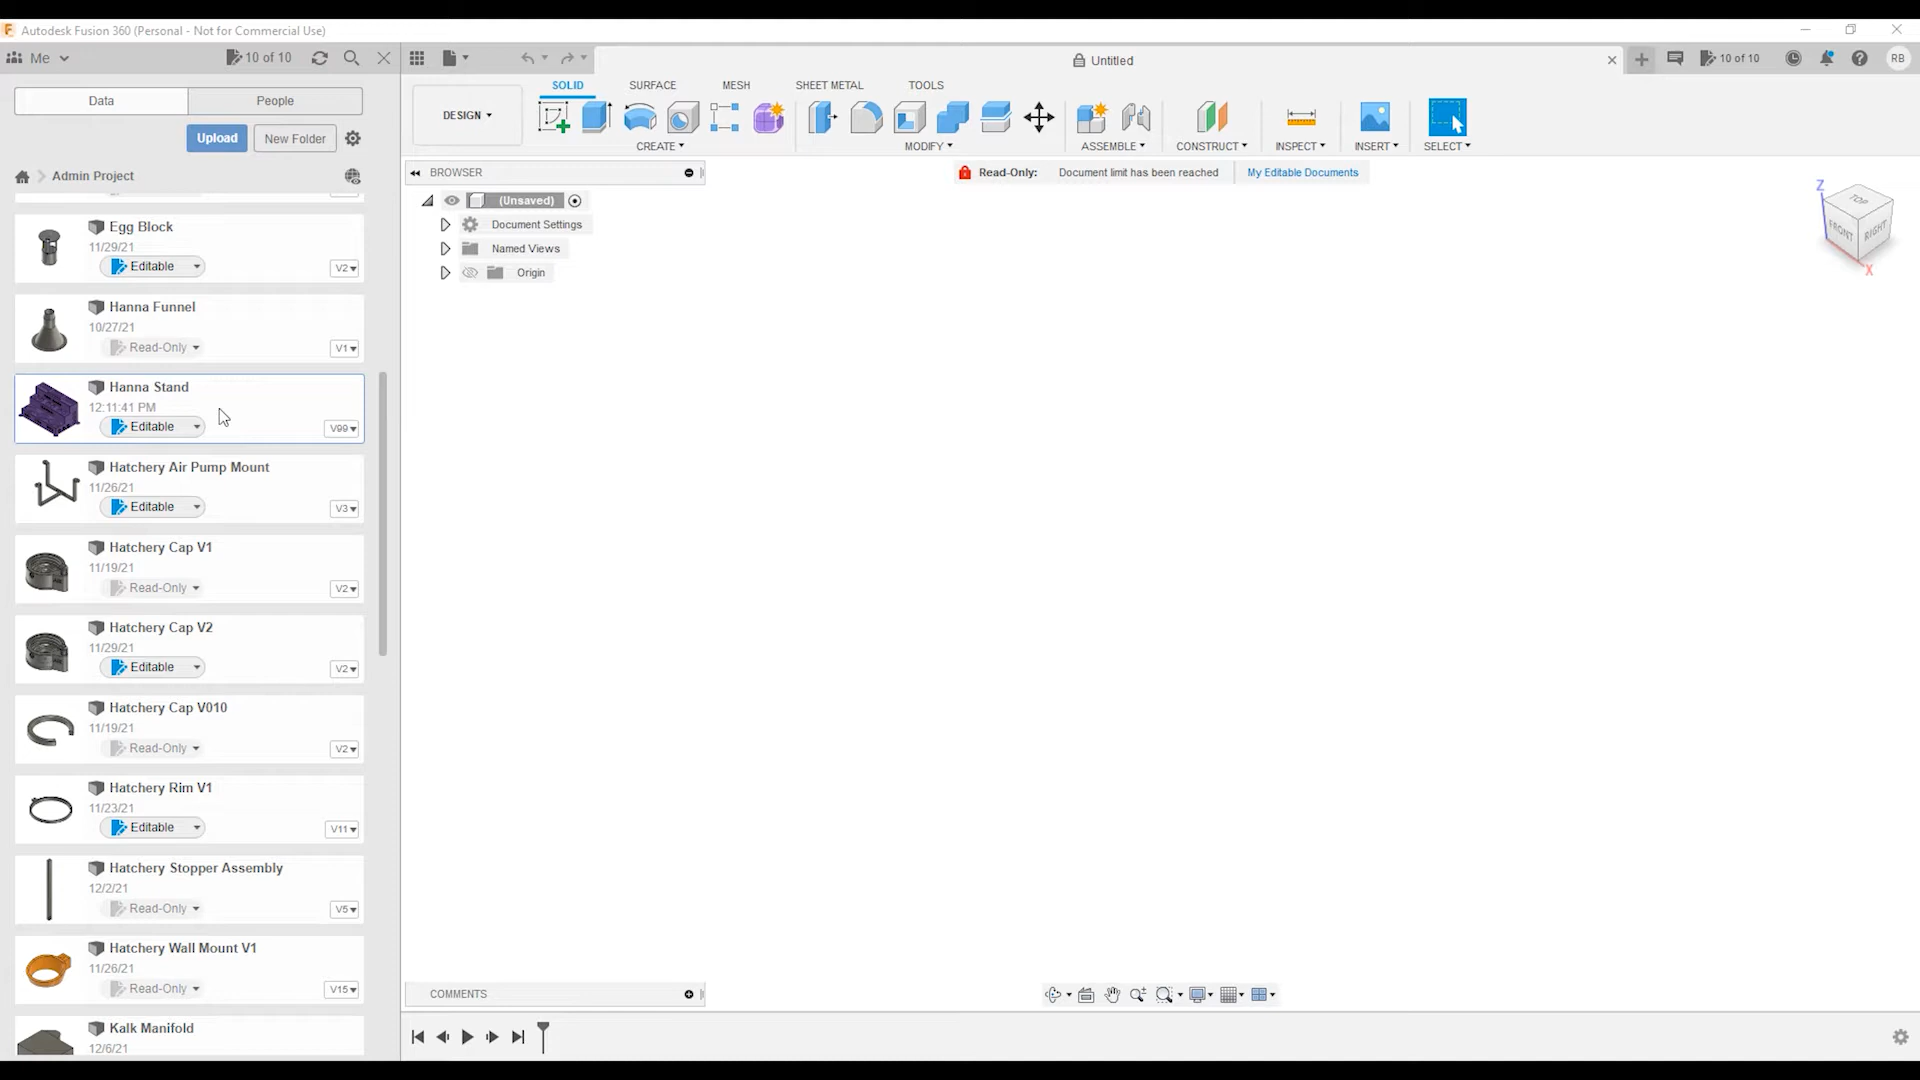 Autodesk Fusion 360 (Personal - Not for Commercial Use)
Me
10 of 10
Untitled
10 of 10
RB
Data
People
Upload
New Folder
Admin Project
Egg Block
11/29/21
Editable
V2
Hanna Funnel
10/27/21
Read-Only
V1
Hanna Stand
12:11:41 PM
Editable
V99
Hatchery Air Pump Mount
11/26/21
Editable
V3
Hatchery Cap V1
11/19/21
Read-Only
V2
Hatchery Cap V2
11/29/21
Editable
V2
Hatchery Cap V010
11/19/21
Read-Only
V2
Hatchery Rim V1
11/23/21
Editable
V11
Hatchery Stopper Assembly
12/2/21
Read-Only
V5
Hatchery Wall Mount V1
11/26/21
Read-Only
V15
Kalk Manifold
12/6/21
DESIGN
SOLID
SURFACE
MESH
SHEET METAL
TOOLS
CREATE
MODIFY
ASSEMBLE
CONSTRUCT
INSPECT
INSERT
SELECT
BROWSER
Read-Only:
Document limit has been reached
My Editable Documents
(Unsaved)
Document Settings
Named Views
Origin
Z
TOP
FRONT
RIGHT
X
COMMENTS